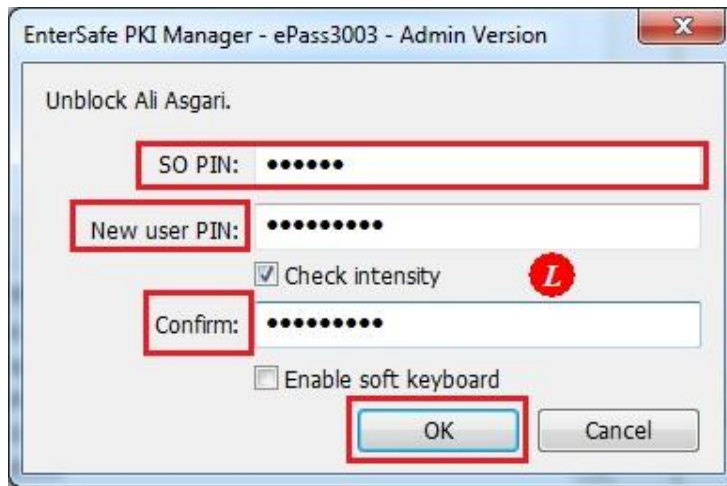 EnterSafe PKI Manager - ePass3003 - Admin Version
Unblock Ali Asgari.
SO PIN: ••••••
New user PIN: •••••••••
Check intensity
L
Confirm: •••••••••
Enable soft keyboard
OK Cancel